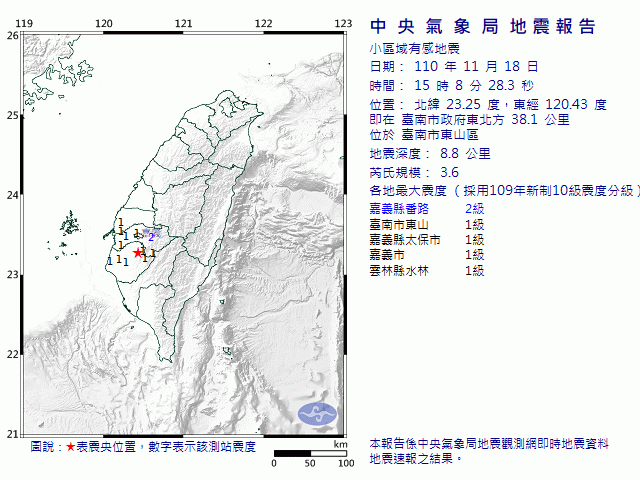 中央氣象局地震報告
小區域有感地震
日期： 110 年 11 月 18 日
時間： 15 時 8 分 28.3 秒
位置： 北緯 23.25 度，東經 120.43 度
即在 臺南市政府東北方 38.1 公里
位於 臺南市東山區
地震深度： 8.8 公里
芮氏規模： 3.6
各地最大震度 （採用109年新制10級震度分級）
嘉義縣番路 2級
臺南市東山 1級
嘉義縣太保市 1級
嘉義市 1級
雲林縣水林 1級
本報告係中央氣象局地震觀測網即時地震資料
地震速報之結果。
119 120 121 122 123
26
25
24
23
22
21
1
1 1 1 2
1 1
1 1 1 1 1 1
圖說：★表震央位置，數字表示該測站震度
km
0 50 100